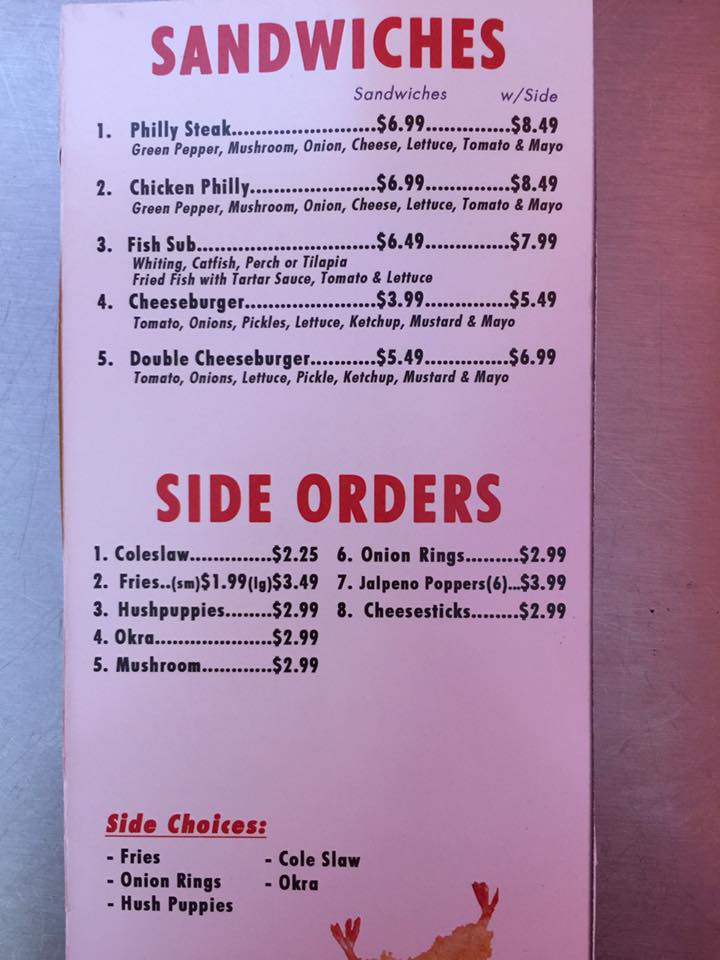 SANDWICHES
Sandwiches w/Side
1. Philly Steak........................$6.99..............$8.49
Green Pepper, Mushroom, Onion, Cheese, Lettuce, Tomato & Mayo
2. Chicken Philly.....................$6.99..............$8.49
Green Pepper, Mushroom, Onion, Cheese, Lettuce, Tomato & Mayo
3. Fish Sub..............................$6.49..............$7.99
Whiting, Catfish, Perch or Tilapia
Fried Fish with Tartar Sauce, Tomato & Lettuce
4. Cheeseburger......................$3.99..............$5.49
Tomato, Onions, Pickles, Lettuce, Ketchup, Mustard & Mayo
5. Double Cheeseburger...........$5.49..............$6.99
Tomato, Onions, Lettuce, Pickle, Ketchup, Mustard & Mayo
SIDE ORDERS
1. Coleslaw..............$2.25
2. Fries..(sm)$1.99(lg)$3.49
3. Hushpuppies........$2.99
4. Okra....................$2.99
5. Mushroom............$2.99
6. Onion Rings.........$2.99
7. Jalpeno Poppers(6)...$3.99
8. Cheesesticks........$2.99
Side Choices:
- Fries
- Onion Rings
- Hush Puppies
- Cole Slaw
- Okra